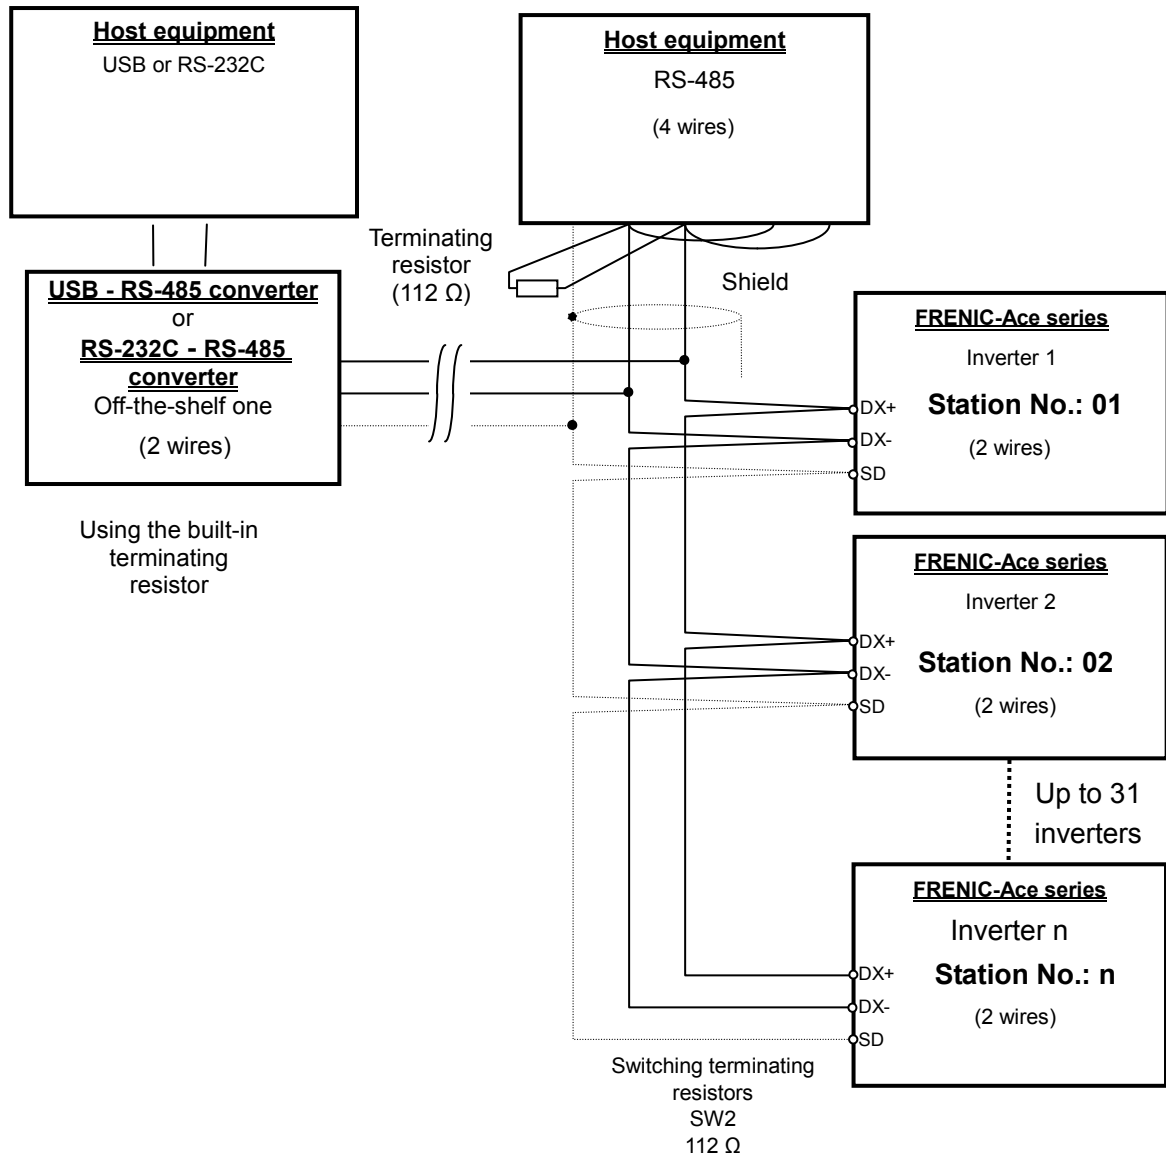 Host equipment
USB or RS-232C
Host equipment
RS-485
(4 wires)
Terminating
resistor
(112 Ω)
Shield
USB - RS-485 converter
or
RS-232C - RS-485
converter
Off-the-shelf one
(2 wires)
Using the built-in
terminating
resistor
FRENIC-Ace series
Inverter 1
DX+
Station No.: 01
DX-
(2 wires)
SD
FRENIC-Ace series
Inverter 2
DX+
Station No.: 02
DX-
(2 wires)
SD
Up to 31
inverters
FRENIC-Ace series
Inverter n
DX+
Station No.: n
DX-
(2 wires)
SD
Switching terminating
resistors
SW2
112 Ω